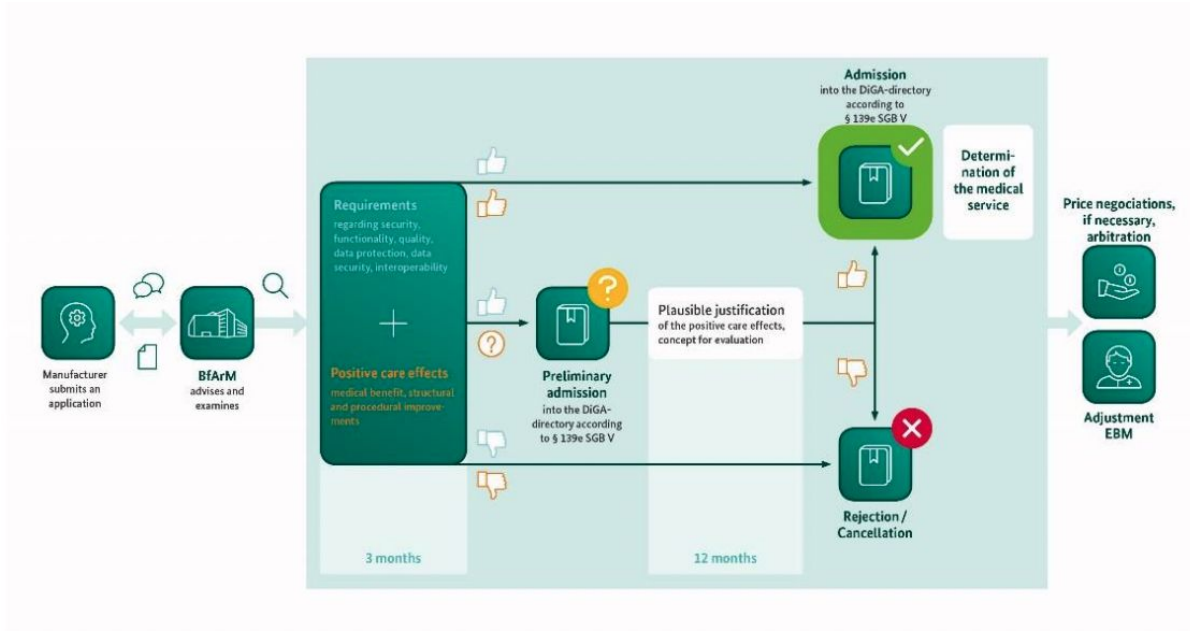 Manufacturer
submits an
application
BfArM
advises and
examines
Requirements
regarding security,
functionality, quality,
data protection, data
security, interoperability
+
Positive care effects
medical benefit, structural
and procedural improve-
ments
3 months
?
?
Preliminary
admission
into the DiGA-
directory according
to § 139e SGB V
Plausible justification
of the positive care effects,
concept for evaluation
12 months
Admission
into the DiGA-directory
according to
§ 139e SGB V
Determi-
nation of
the medical
service
Rejection /
Cancellation
Price negotiations,
if necessary,
arbitration
Adjustment
EBM